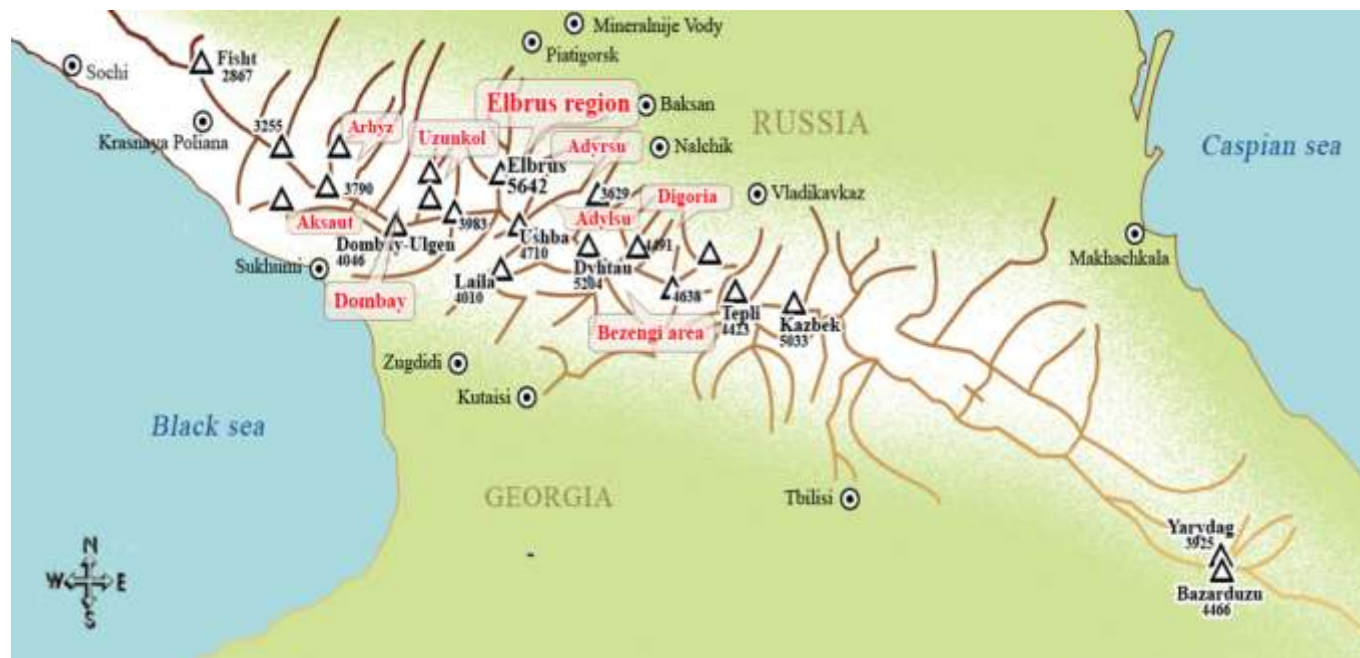 Mineralnije Vody
Piatigorsk
Fisht
2867
Sochi
Elbrus region
Baksan
RUSSIA
Krasnaya Poliana
3255
Arhyz
Uzunkol
Adyrsu
Nalchik
Caspian sea
Elbrus
5642
3790
3629
Digoria
Vladikavkaz
Aksaut
3983
Adylsu
Dombay-Ulgen
4046
Ushba
4710
4491
Makhachkala
Sukhumi
Laila
4010
Dyhtau
5204
4638
Dombay
Tepli
4423
Kazbek
5033
Bezengi area
Zugdidi
Kutaisi
Black sea
GEORGIA
Tbilisi
Yarydag
3925
Bazarduzu
4466
N
W E
S